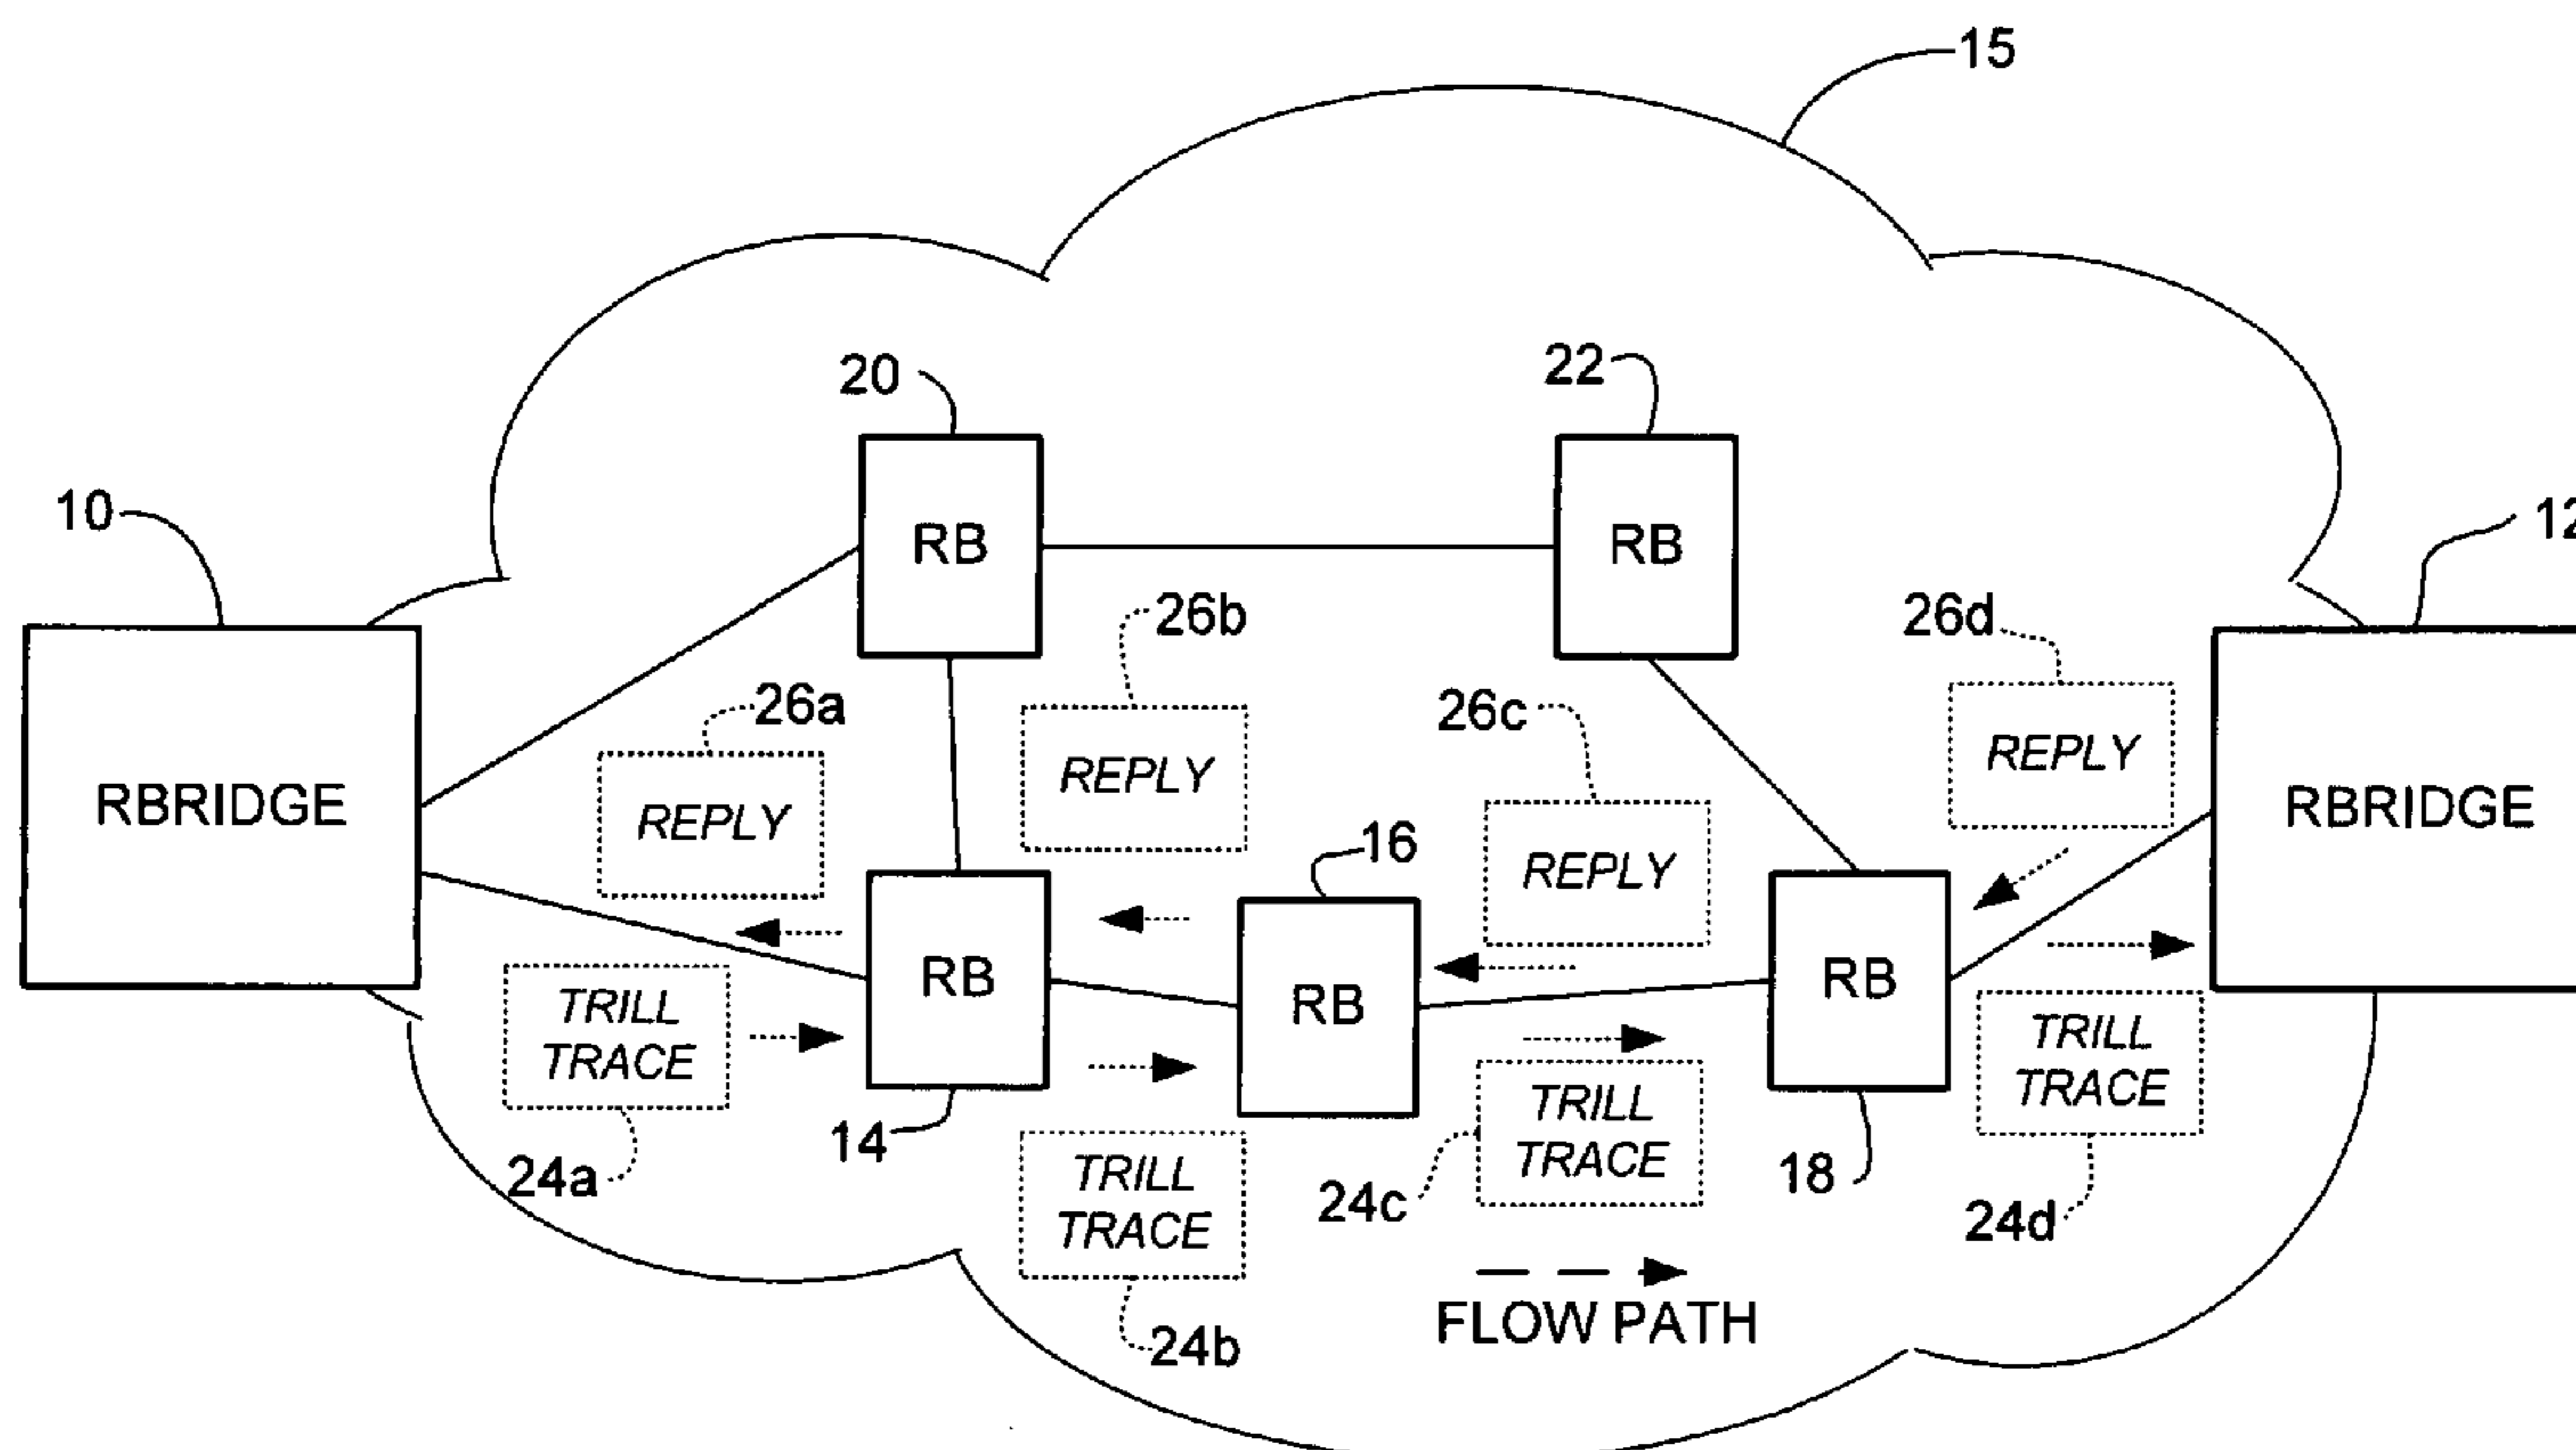 15
20
22
10
12
RB
RB
26b
26d
26a
26c
REPLY
REPLY
REPLY
RBRIDGE
REPLY
RBRIDGE
16
REPLY
RB
RB
RB
TRILL
TRACE
TRILL
TRACE
14
24a
TRILL
TRACE
24b
TRILL
TRACE
24c
18
24d
FLOW PATH